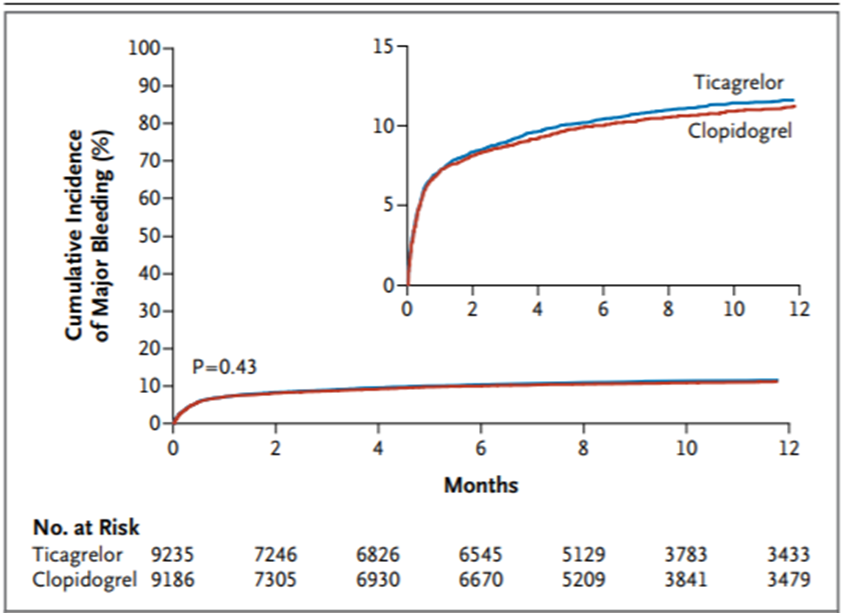 Cumulative Incidence
of Major Bleeding (%)
100
90
80
70
60
50
40
30
20
10
0
P=0.43
0 2 4 6 8 10 12
Months
15
10
5
0
Ticagrelor
Clopidogrel
0 2 4 6 8 10 12
No. at Risk
Ticagrelor 9235 7246 6826 6545 5129 3783 3433
Clopidogrel 9186 7305 6930 6670 5209 3841 3479